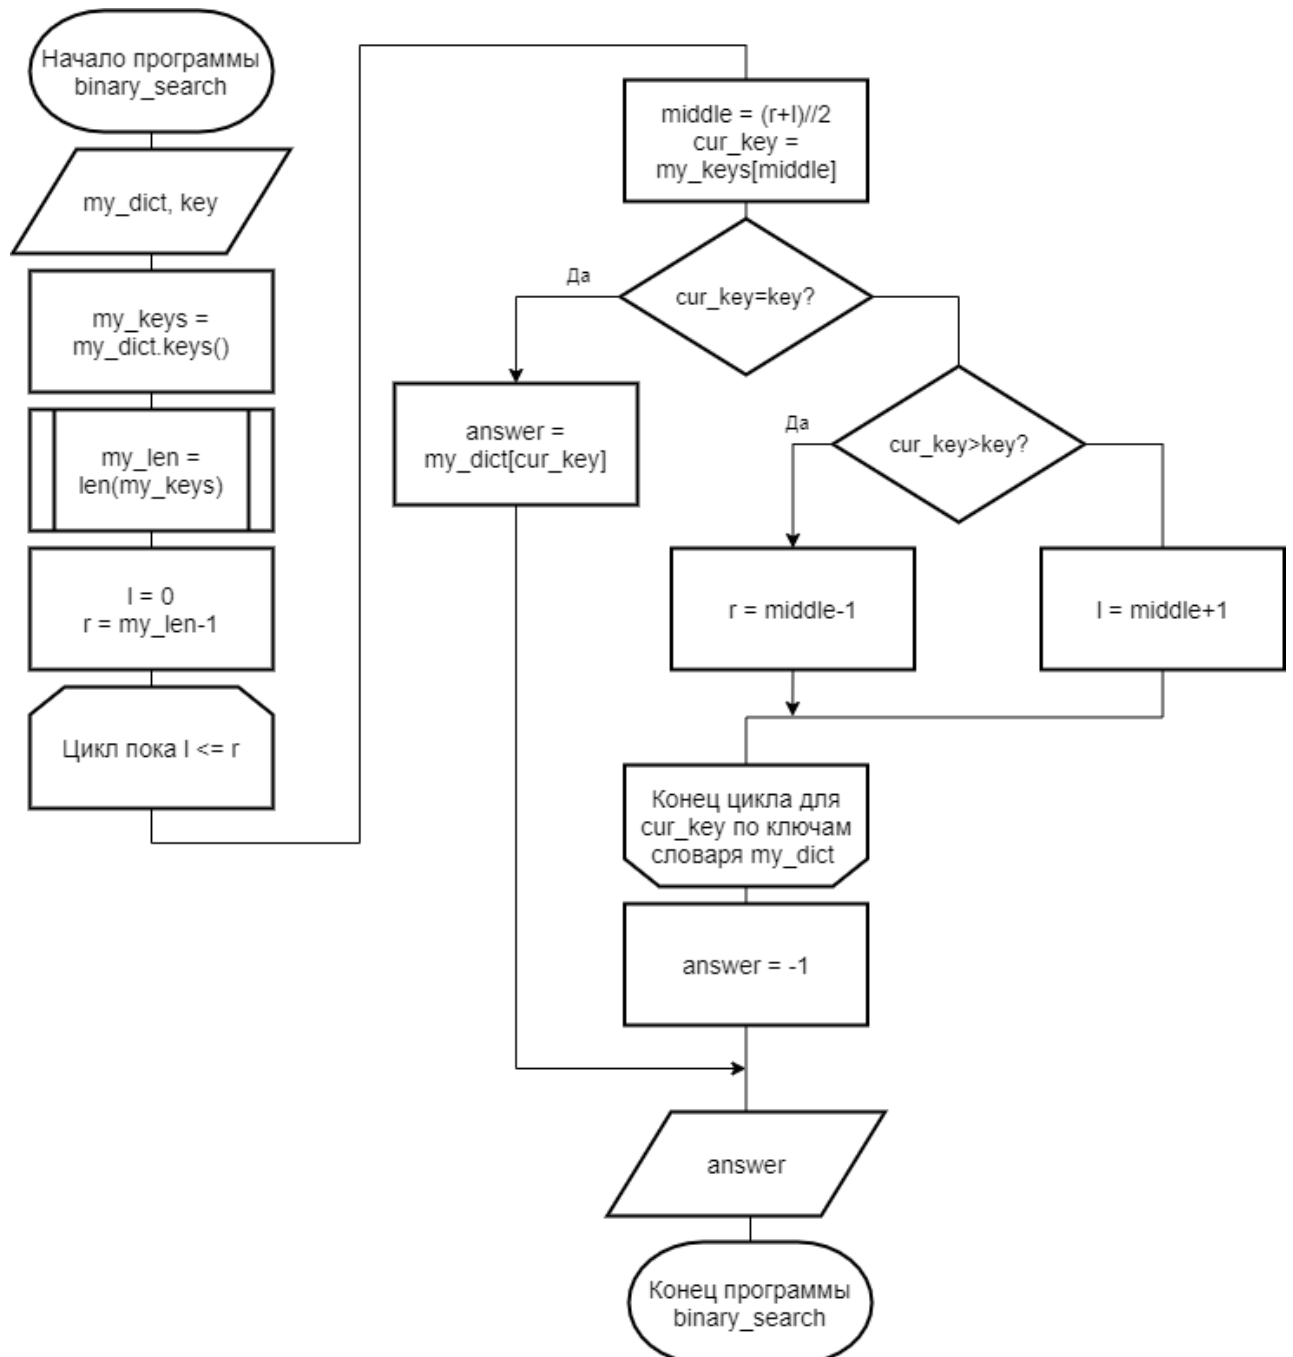 Начало программы
binary_search
my_dict, key
my_keys =
my_dict.keys()
my_len =
len(my_keys)
l = 0
r = my_len-1
Цикл пока l <= r
middle = (r+l)//2
cur_key =
my_keys[middle]
cur_key=key?
Да
answer =
my_dict[cur_key]
cur_key>key?
Да
r = middle-1
l = middle+1
Конец цикла для
cur_key по ключам
словаря my_dict
answer = -1
answer
Конец программы
binary_search